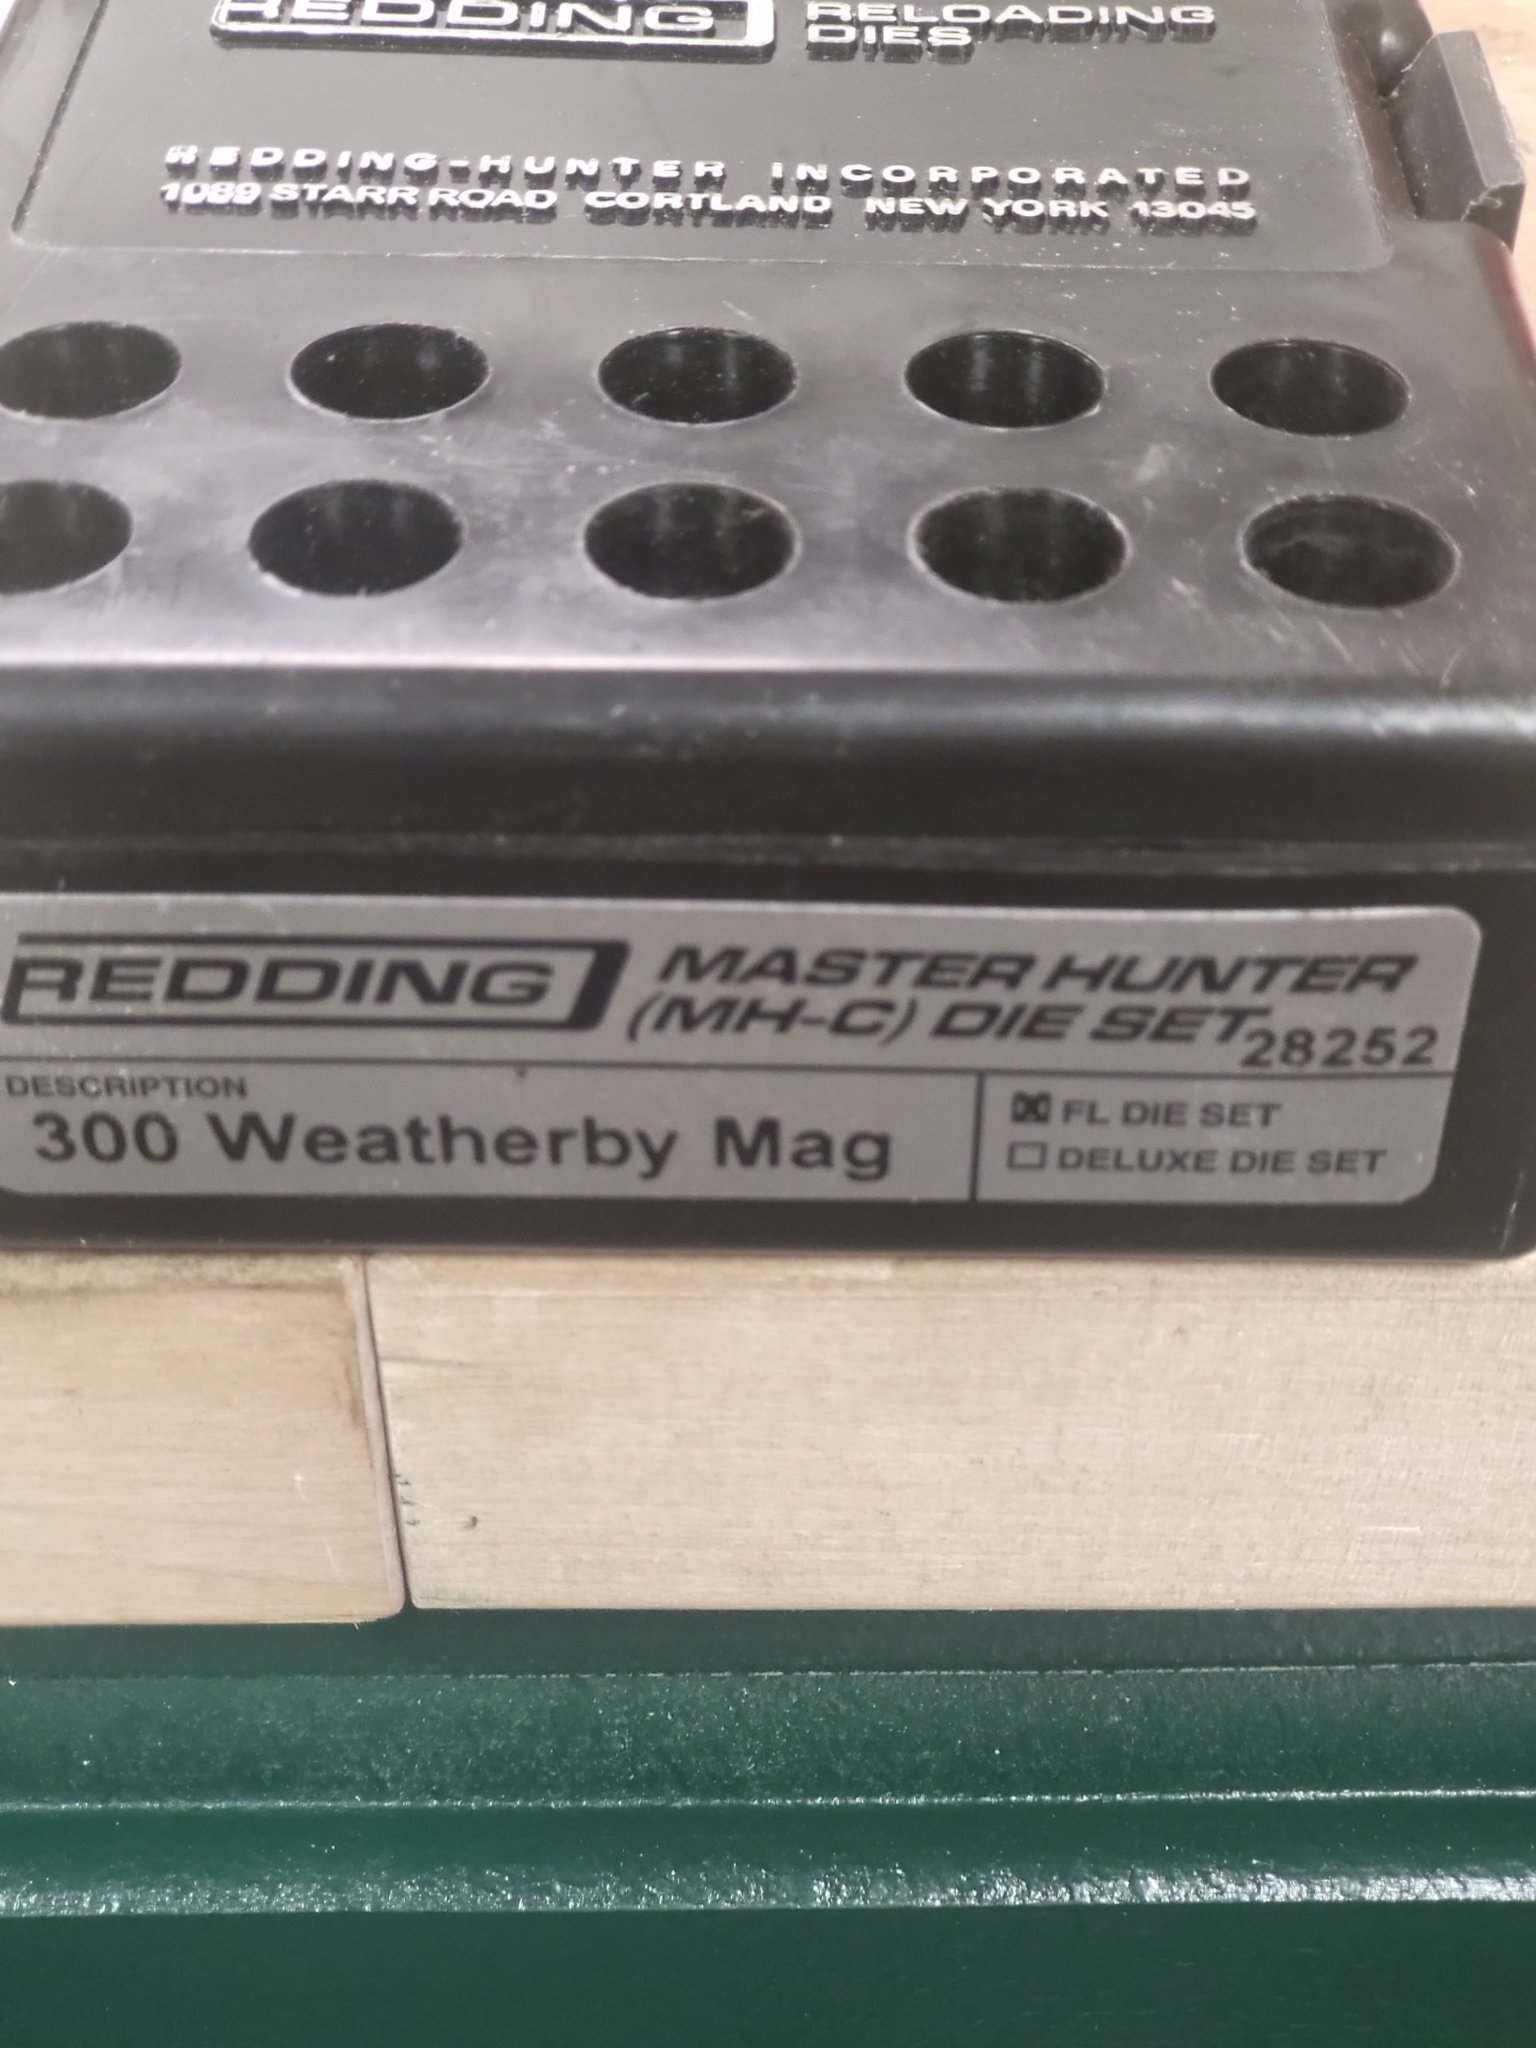 REDDING RELOADING
DIES
REDDING-HUNTER INCORPORATED
1089 STARR ROAD CORTLAND NEW YORK 13045
REDDING MASTER HUNTER
(MH-C) DIE SET 28252
DESCRIPTION
300 Weatherby Mag
FL DIE SET
DELUXE DIE SET